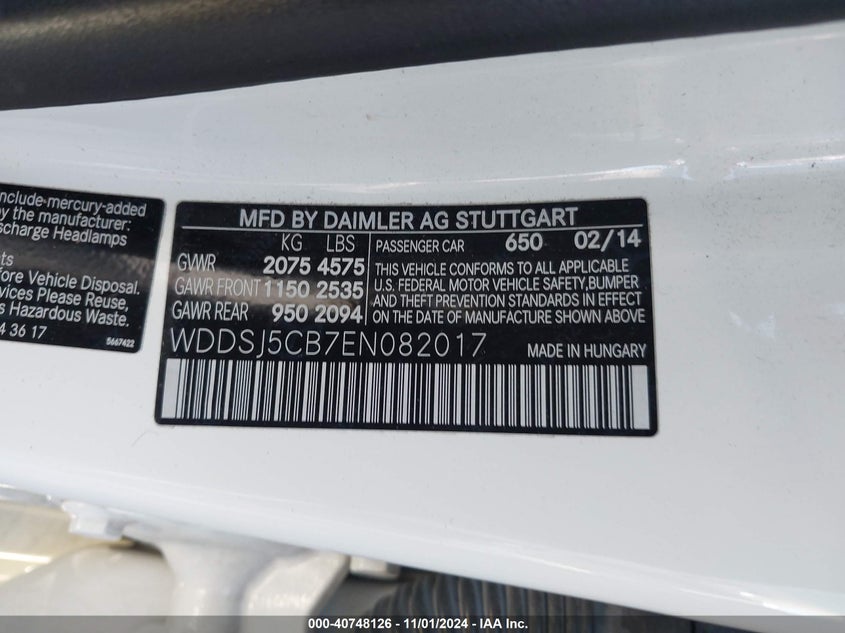 include-mercury-added
by the manufacturer:
scharge Headlamps
ts
fore Vehicle Disposal.
vices Please Reuse,
s Hazardous Waste.
4 36 17
5667422
MFD BY DAIMLER AG STUTTGART
KG LBS
GVWR 2075 4575
GAWR FRONT 1150 2535
GAWR REAR 950 2094
PASSENGER CAR 650 02/14
THIS VEHICLE CONFORMS TO ALL APPLICABLE
U.S. FEDERAL MOTOR VEHICLE SAFETY,BUMPER
AND THEFT PREVENTION STANDARDS IN EFFECT
ON THE DATE OF MANUFACTURE SHOWN ABOVE
WDDSJ5CB7EN082017 MADE IN HUNGARY
000-40748126 - 11/01/2024 - IAA Inc.